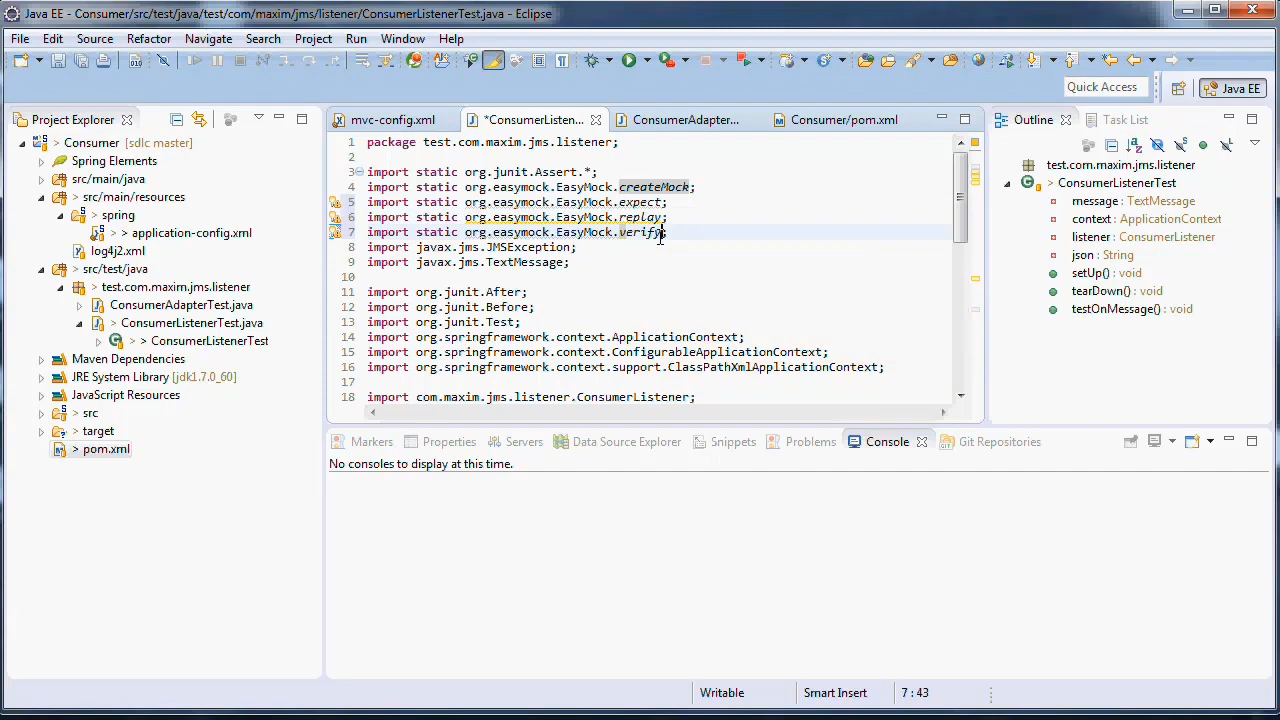 Java EE - Consumer/src/test/java/test/com/maxim/jms/listener/ConsumerListenerTest.java - Eclipse
File Edit Source Refactor Navigate Search Project Run Window Help
Quick Access
Java EE
Project Explorer
Consumer [sdlc master]
Spring Elements
src/main/java
src/main/resources
spring
> > application-config.xml
log4j2.xml
> src/test/java
> test.com.maxim.jms.listener
ConsumerAdapterTest.java
> ConsumerListenerTest.java
> > ConsumerListenerTest
Maven Dependencies
JRE System Library [jdk1.7.0_60]
JavaScript Resources
> src
> target
> pom.xml
mvc-config.xml
*ConsumerListen...
ConsumerAdapter...
Consumer/pom.xml
1 package test.com.maxim.jms.listener;
2
3 import static org.junit.Assert.*;
4 import static org.easymock.EasyMock.createMock;
5 import static org.easymock.EasyMock.expect;
6 import static org.easymock.EasyMock.replay;
7 import static org.easymock.EasyMock.verify;
8 import javax.jms.JMSException;
9 import javax.jms.TextMessage;
10
11 import org.junit.After;
12 import org.junit.Before;
13 import org.junit.Test;
14 import org.springframework.context.ApplicationContext;
15 import org.springframework.context.ConfigurableApplicationContext;
16 import org.springframework.context.support.ClassPathXmlApplicationContext;
17
18 import com.maxim.jms.listener.ConsumerListener;
Outline
Task List
test.com.maxim.jms.listener
> ConsumerListenerTest
message : TextMessage
context : ApplicationContext
listener : ConsumerListener
json : String
setUp() : void
tearDown() : void
testOnMessage() : void
Markers Properties Servers Data Source Explorer Snippets Problems Console Git Repositories
No consoles to display at this time.
Writable
Smart Insert
7 : 43